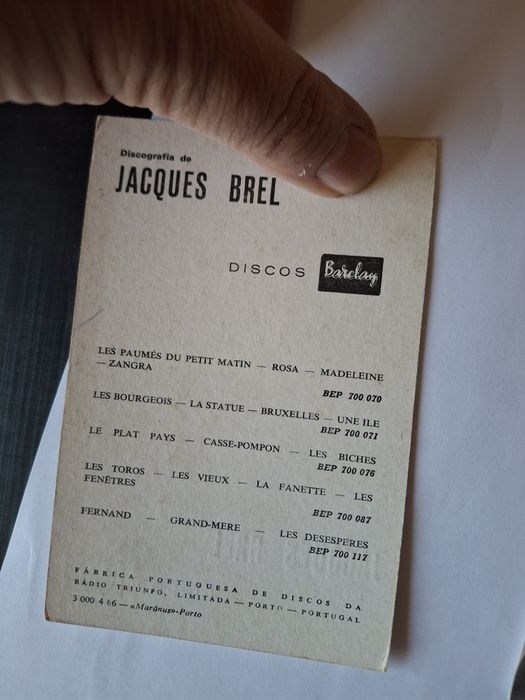 Discografia de
JACQUES BREL
DISCOS Barclay
LES PAUMÉS DU PETIT MATIN — ROSA — MADELEINE
— ZANGRA
BEP 700 070
LES BOURGEOIS — LA STATUE — BRUXELLES — UNE ILE
BEP 700 071
LE PLAT PAYS — CASSE-POMPON — LES BICHES
BEP 700 076
LES TOROS — LES VIEUX — LA FANETTE — LES
FENÊTRES
BEP 700 087
FERNAND — GRAND-MERE — LES DESESPERES
BEP 700 117
FÁBRICA PORTUGUESA DE DISCOS DA
RÁDIO TRIUNFO, LIMITADA — PORTO — PORTUGAL
3 000 4 66 — «Marânus»-Porto